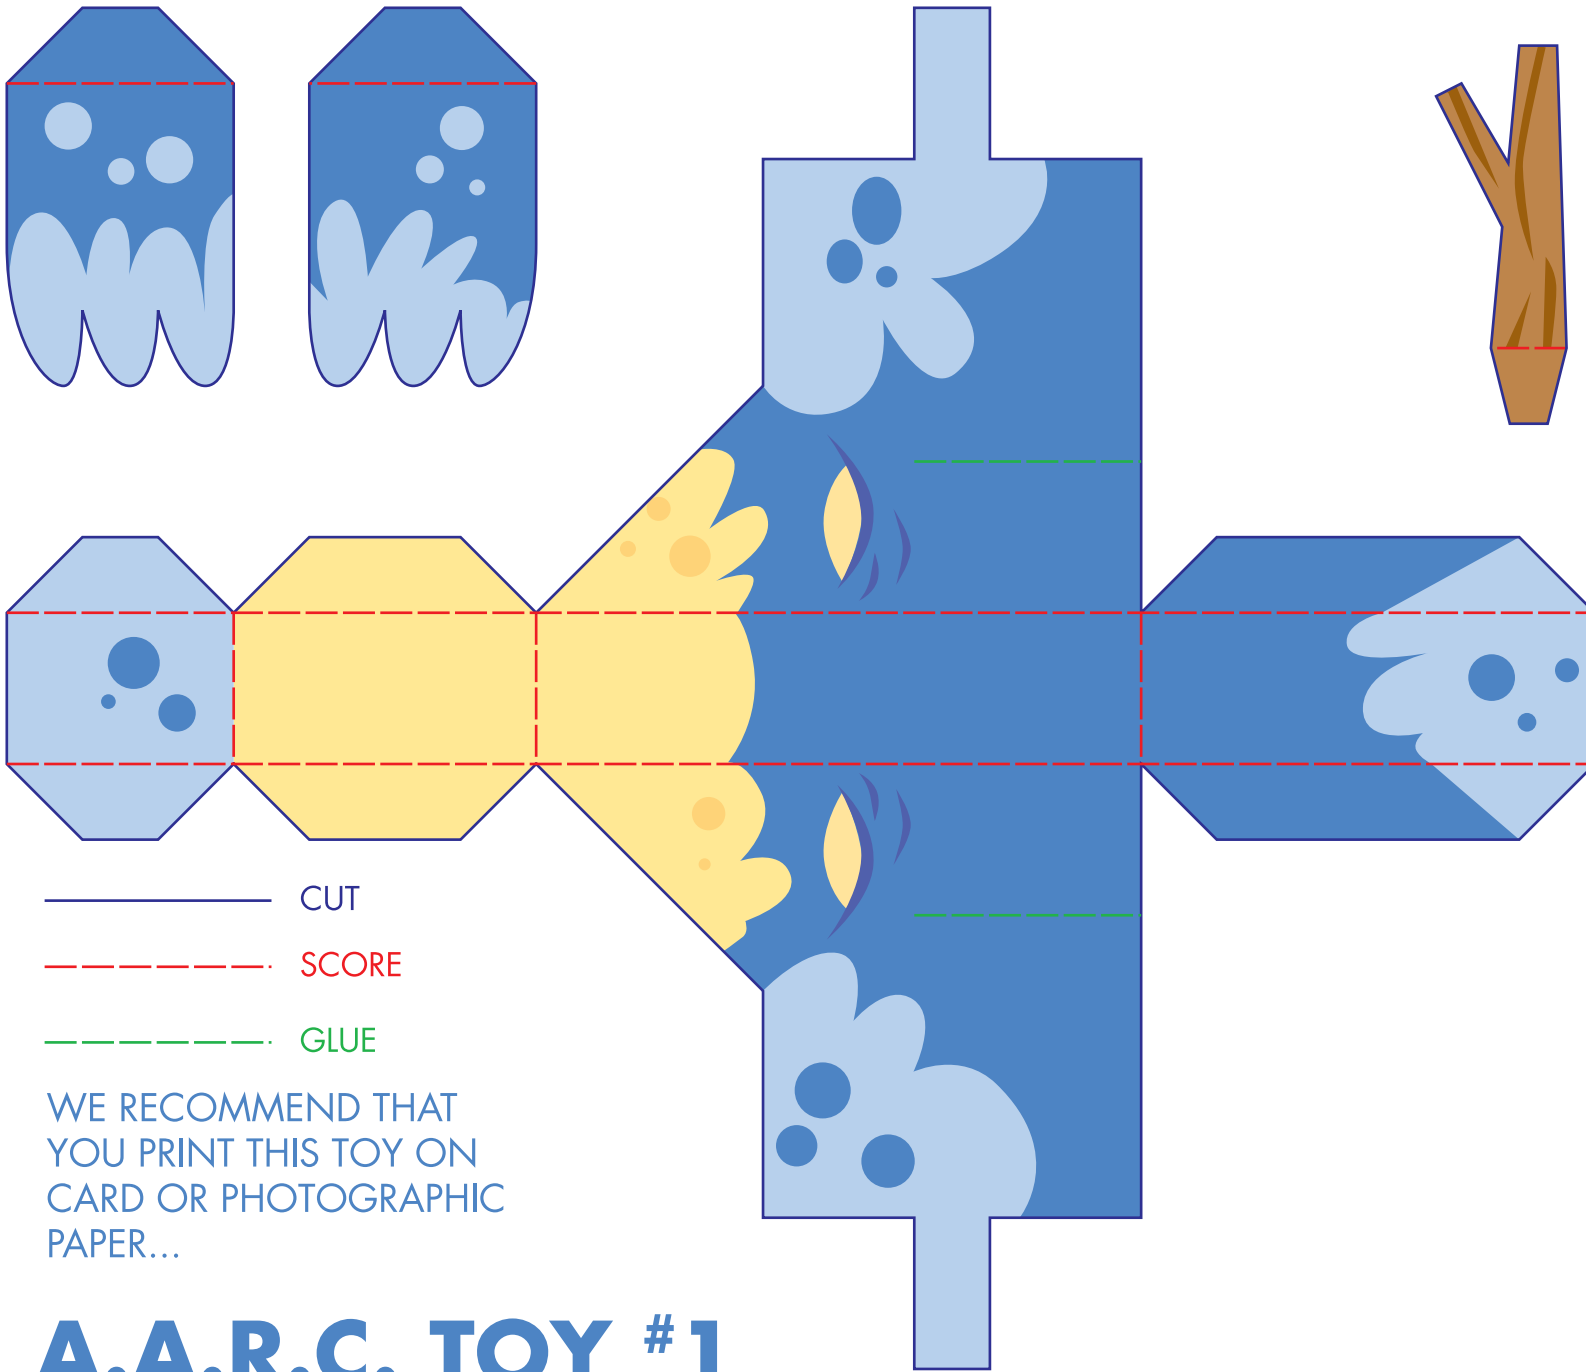 CUT
SCORE
GLUE
WE RECOMMEND THAT
YOU PRINT THIS TOY ON
CARD OR PHOTOGRAPHIC
PAPER...
A.A.R.C. TOY #1